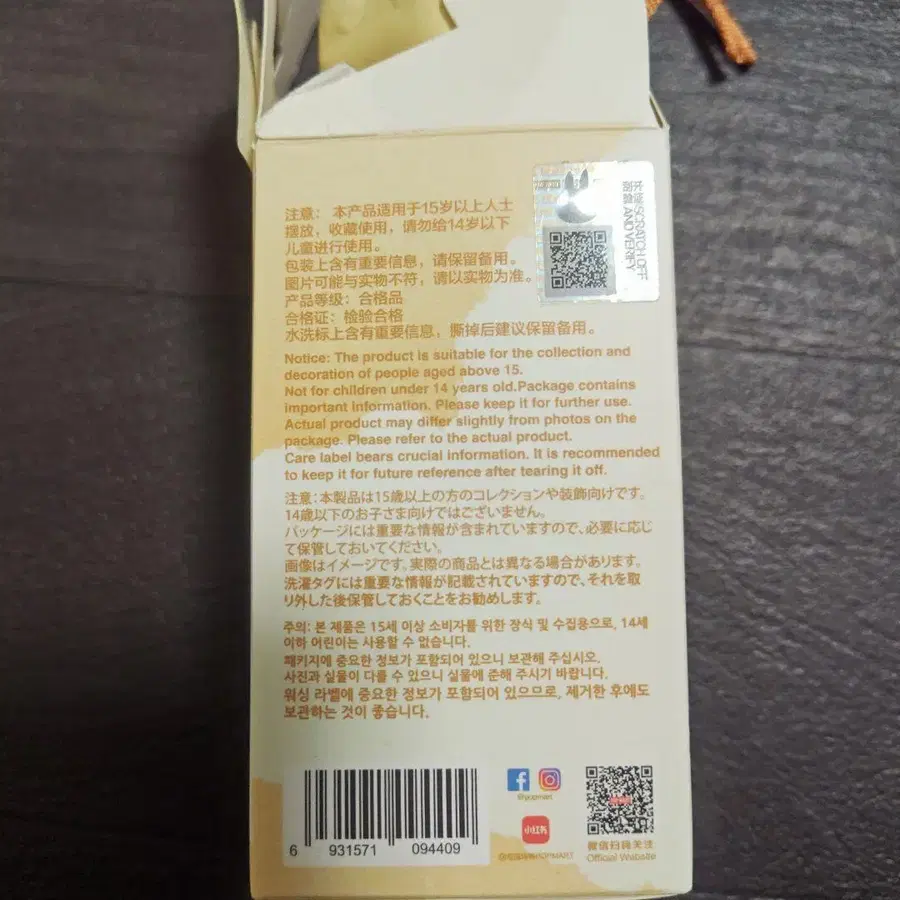 注意：本产品适用于15岁以上人士
摆放，收藏使用，请勿给14岁以下
儿童进行使用。
包装上含有重要信息，请保留备用。
图片可能与实物不符，请以实物为准。
产品等级：合格品
合格证：检验合格
水洗标上含有重要信息，撕掉后建议保留备用。
SCRATCH OFF
AND VERIFY
Notice: The product is suitable for the collection and
decoration of people aged above 15.
Not for children under 14 years old.Package contains
important information. Please keep it for further use.
Actual product may differ slightly from photos on the
package. Please refer to the actual product.
Care label bears crucial information. It is recommended
to keep it for future reference after tearing it off.
注意：本製品は15歳以上の方のコレクションや装飾向けです。
14歳以下のお子さま向けではございません。
パッケージには重要な情報が含まれていますので、必要に応じ
て保管しておいてください。
画像はイメージです。実際の商品とは異なる場合があります。
洗濯タグには重要な情報が記載されていますので、それを取
り外した後保管しておくことをお勧めします。
주의: 본 제품은 15세 이상 소비자를 위한 장식 및 수집용으로, 14세
이하 어린이는 사용할 수 없습니다.
패키지에 중요한 정보가 포함되어 있으니 보관해 주십시오.
사진과 실물이 다를 수 있으니 실물에 준해 주시기 바랍니다.
워싱 라벨에 중요한 정보가 포함되어 있으므로, 제거한 후에도
보관하는 것이 좋습니다.
6 931571 094409
@popmart
小红书
微信扫码关注
Official Website